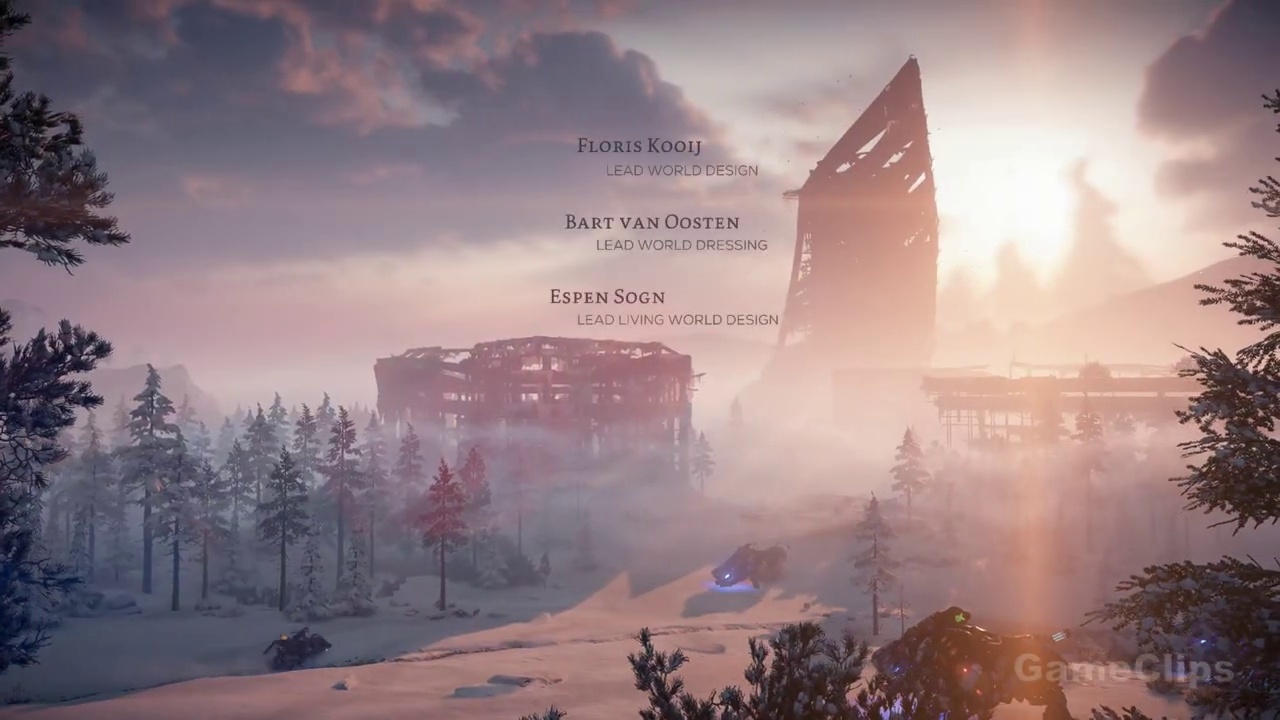 Floris Kooij
LEAD WORLD DESIGN
Bart van Oosten
LEAD WORLD DRESSING
Espen Sogn
LEAD LIVING WORLD DESIGN
GameClips